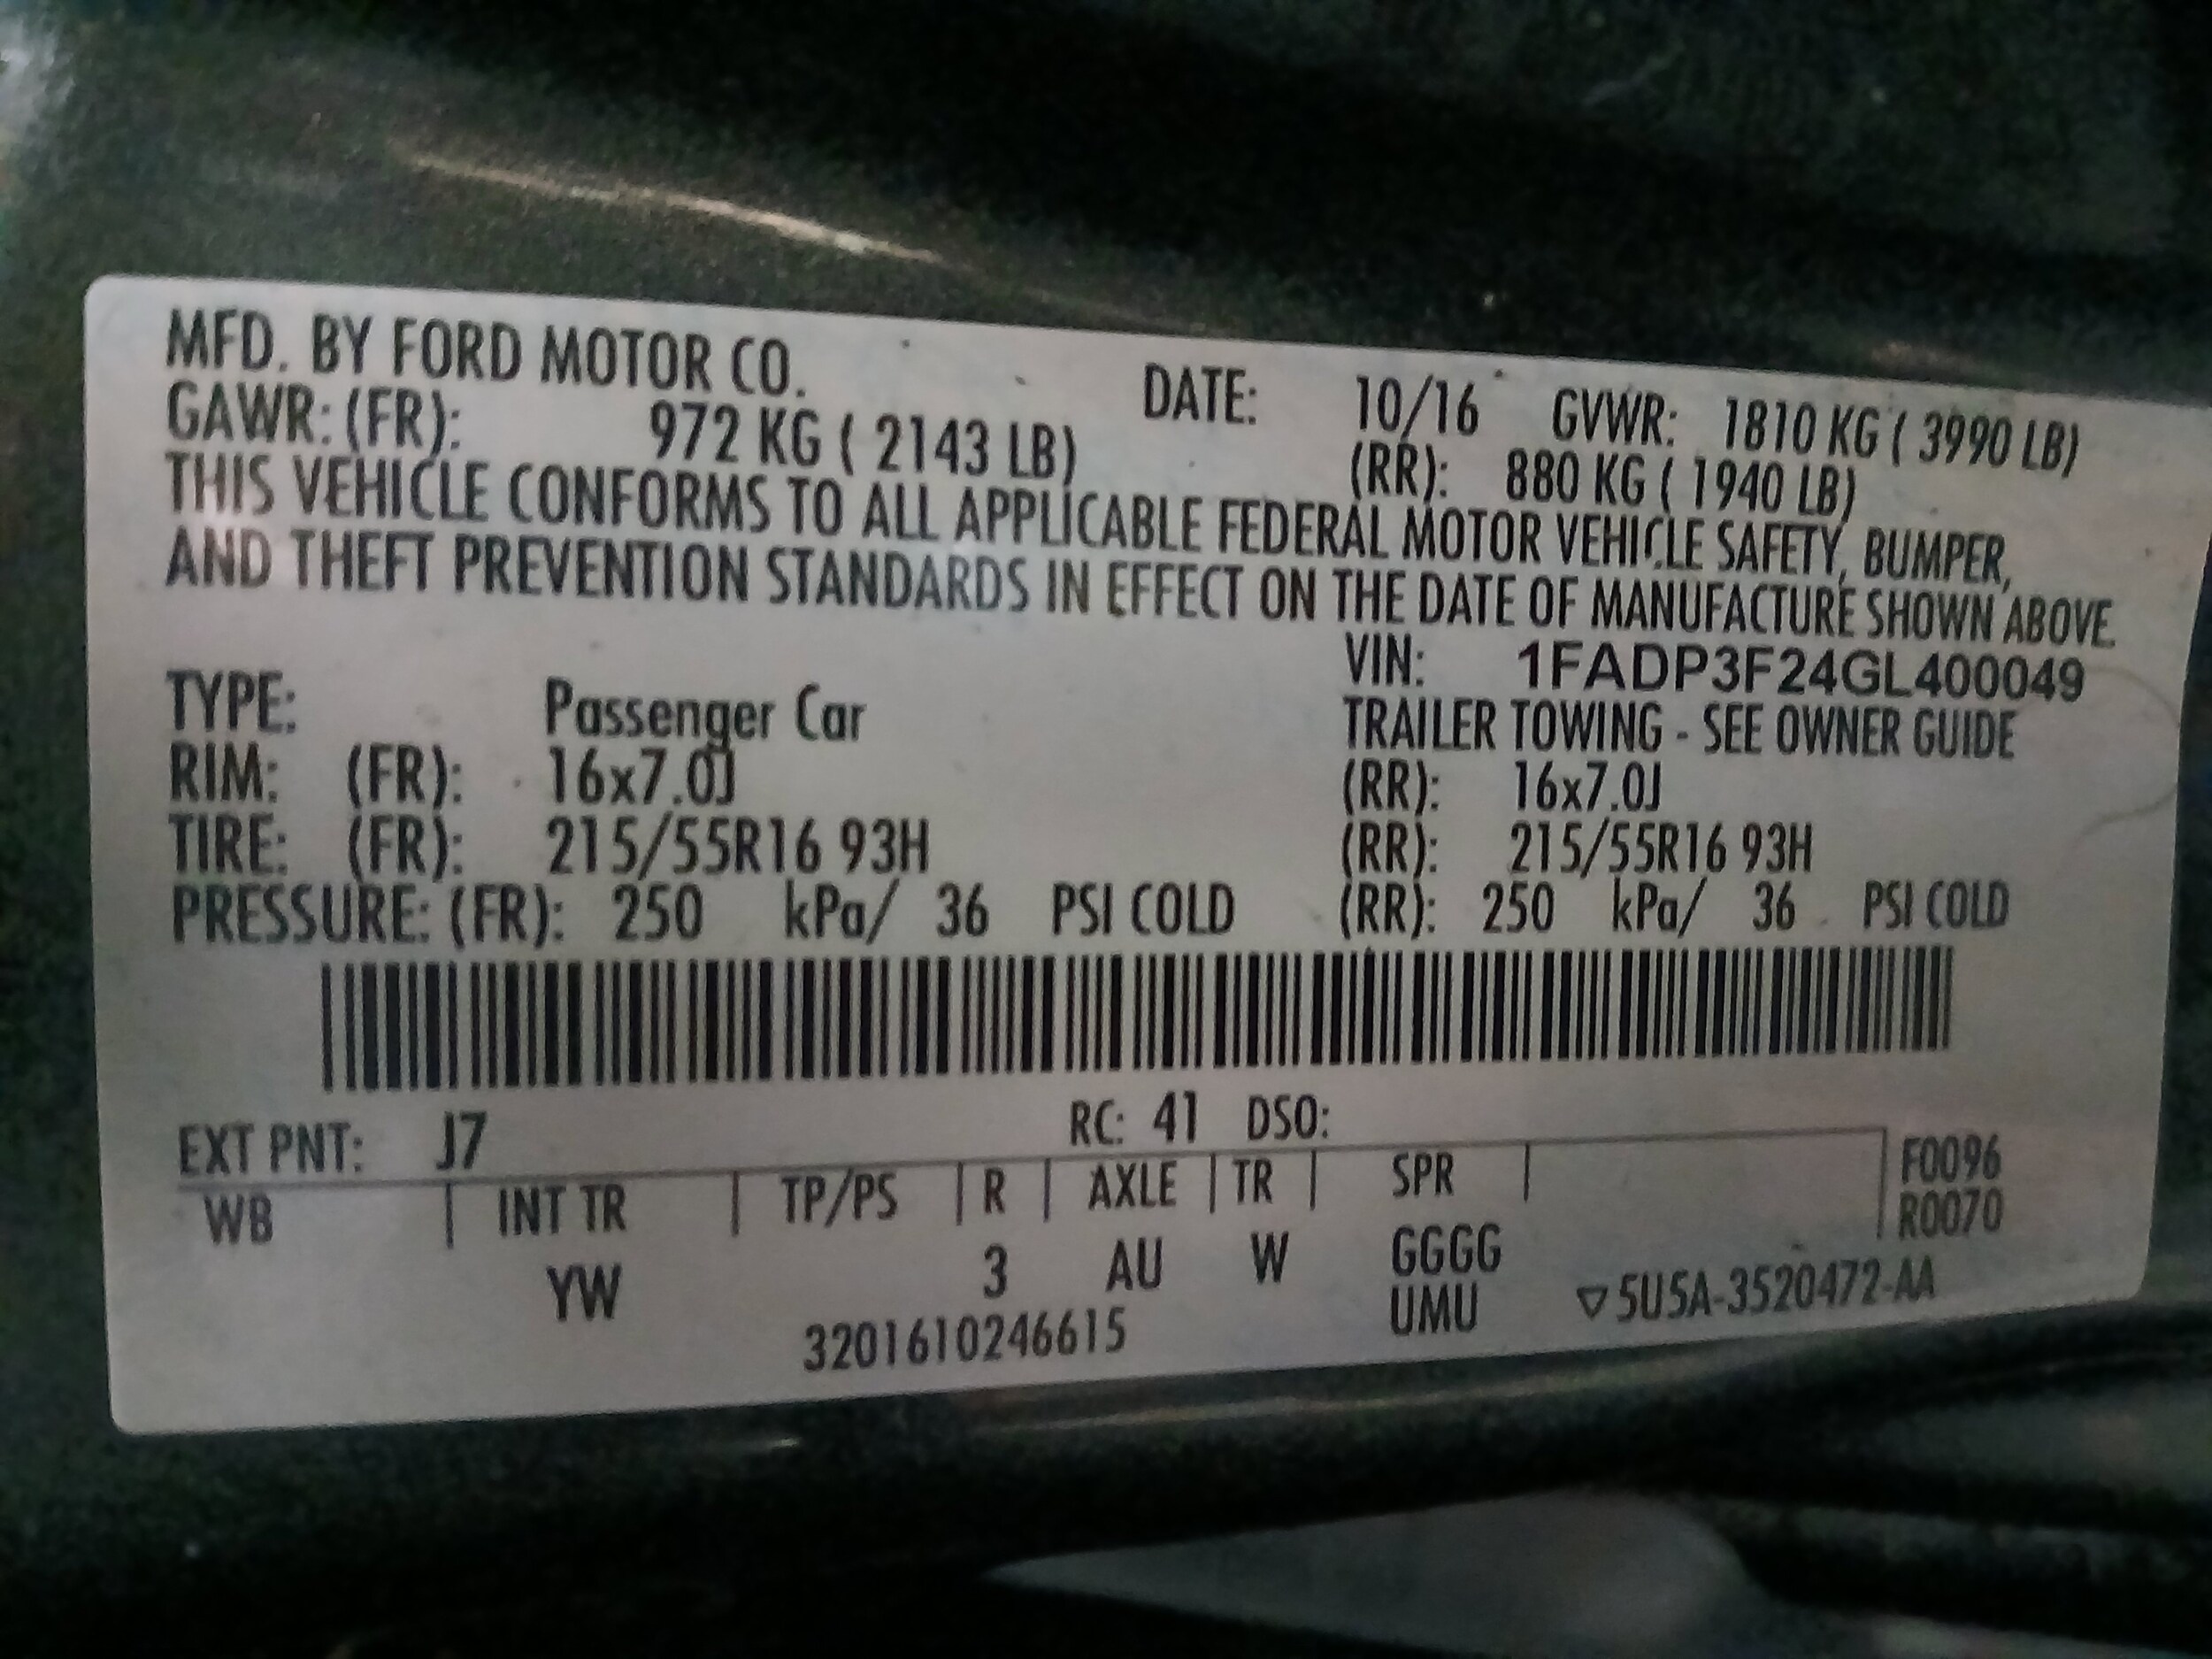 MFD. BY FORD MOTOR CO. DATE: 10/16 GVWR: 1810 KG ( 3990 LB)
GAWR: (FR): 972 KG ( 2143 LB) (RR): 880 KG ( 1940 LB)
THIS VEHICLE CONFORMS TO ALL APPLICABLE FEDERAL MOTOR VEHICLE SAFETY, BUMPER,
AND THEFT PREVENTION STANDARDS IN EFFECT ON THE DATE OF MANUFACTURE SHOWN ABOVE.
VIN: 1FADP3F24GL400049
TYPE: Passenger Car TRAILER TOWING - SEE OWNER GUIDE
RIM: (FR): 16x7.0J (RR): 16x7.0J
TIRE: (FR): 215/55R16 93H (RR): 215/55R16 93H
PRESSURE: (FR): 250 kPa/ 36 PSI COLD (RR): 250 kPa/ 36 PSI COLD
EXT PNT: J7 RC: 41 DSO:
WB | INT TR | TP/PS | R | AXLE | TR | SPR | F0096
R0070
YW 3 AU W GGGG
UMU ▽5U5A-3520472-AA
3201610246615